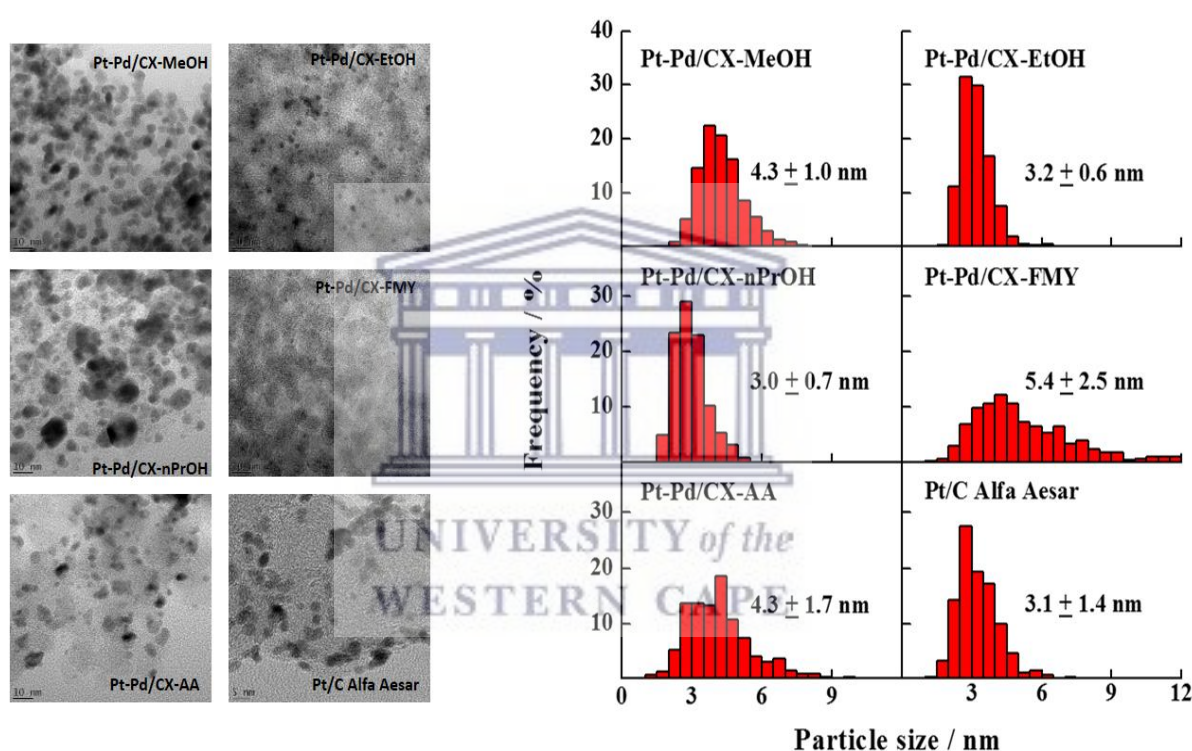 Pt-Pd/CX-MeOH
Pt-Pd/CX-EtOH
10 nm
Pt-Pd/CX-FMY
Pt-Pd/CX-nPrOH
10 nm
Pt-Pd/CX-AA
10 nm
Pt/C Alfa Aesar
5 nm
Frequency / %
40
30
20
10
Pt-Pd/CX-MeOH
4.3 ± 1.0 nm
Pt-Pd/CX-EtOH
3.2 ± 0.6 nm
30
20
10
Pt-Pd/CX-nPrOH
3.0 ± 0.7 nm
Pt-Pd/CX-FMY
5.4 ± 2.5 nm
30
20
10
Pt-Pd/CX-AA
4.3 ± 1.7 nm
Pt/C Alfa Aesar
3.1 ± 1.4 nm
0 3 6 9 3 6 9 12
Particle size / nm
UNIVERSITY of the
WESTERN CAPE